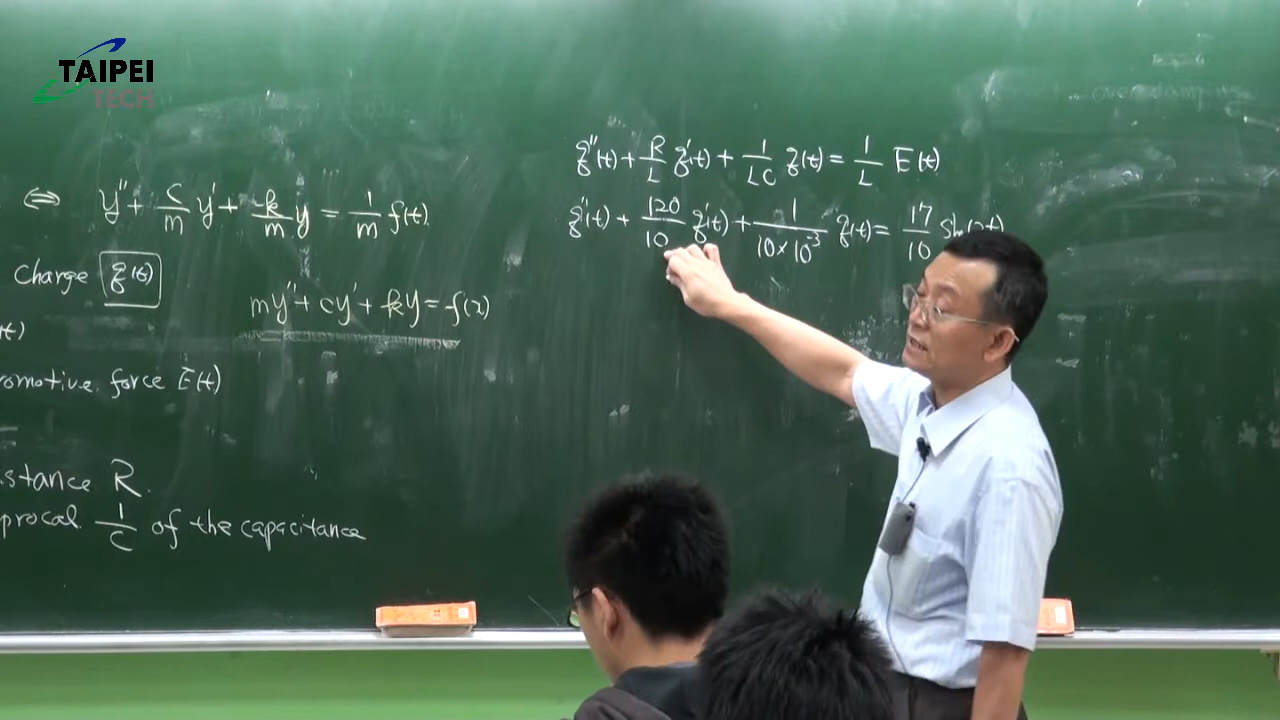 TAIPEI
TECH
q''(t) + R/L q'(t) + 1/LC q(t) = 1/L E(t)
q''(t) + 120/10 q'(t) + 1/(10×10^-3) q(t) = 17/10
⇔ y'' + c/m y' + k/m y = 1/m f(t)
Charge q(t)
my'' + cy' + ky = f(x)
(t)
omotive force E(t)
stance R.
procal 1/C of the capacitance